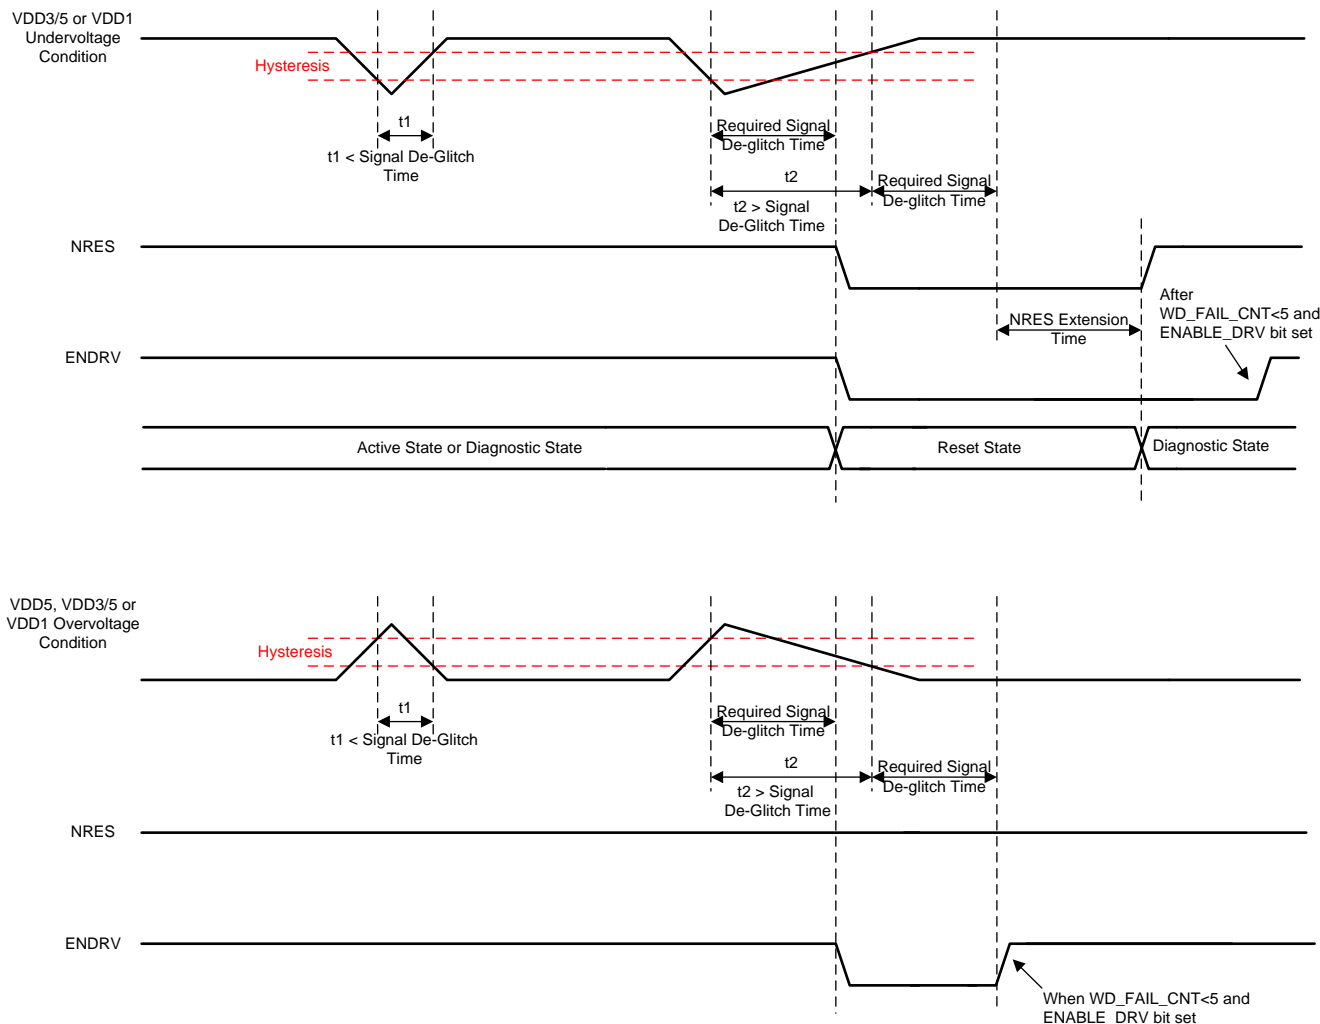 VDD3/5 or VDD1
Undervoltage
Condition
Hysteresis
t1
t1 < Signal De-Glitch
Time
Required Signal
De-glitch Time
t2
t2 > Signal
De-Glitch Time
Required Signal
De-glitch Time
NRES
NRES Extension
Time
After
WD_FAIL_CNT<5 and
ENABLE_DRV bit set
ENDRV
Active State or Diagnostic State
Reset State
Diagnostic State
VDD5, VDD3/5 or
VDD1 Overvoltage
Condition
Hysteresis
t1
t1 < Signal De-Glitch
Time
Required Signal
De-glitch Time
t2
t2 > Signal
De-Glitch Time
Required Signal
De-glitch Time
NRES
ENDRV
When WD_FAIL_CNT<5 and
ENABLE_DRV bit set